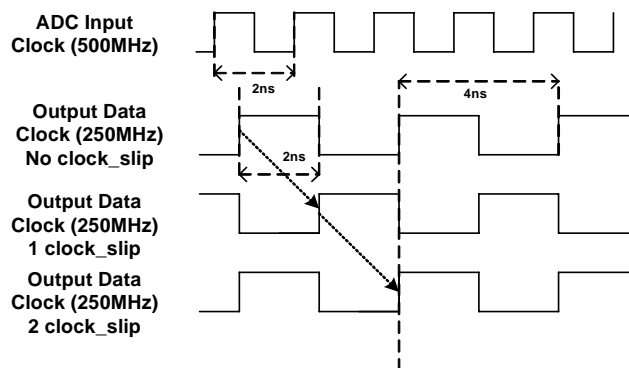 ADC Input
Clock (500MHz)
2ns
4ns
Output Data
Clock (250MHz)
No clock_slip
2ns
Output Data
Clock (250MHz)
1 clock_slip
Output Data
Clock (250MHz)
2 clock_slip